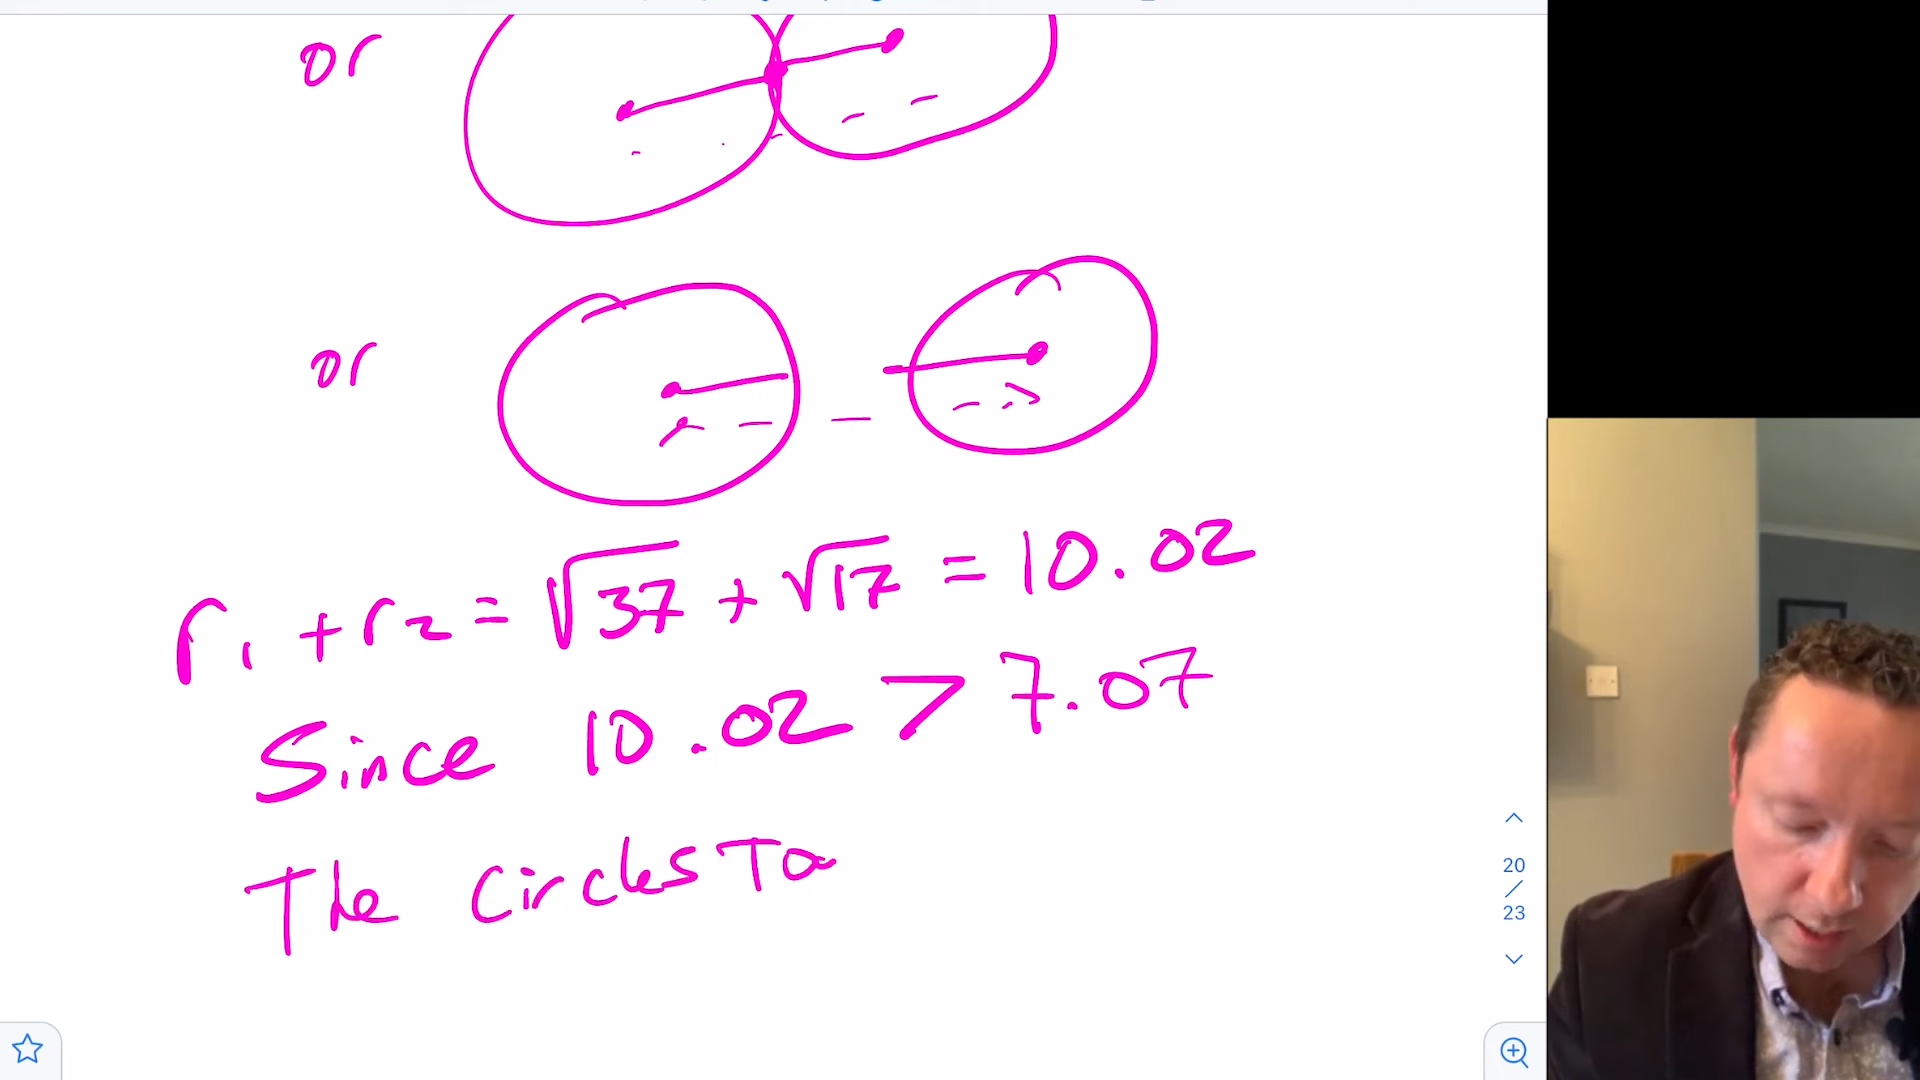 or
or
r₁ + r₂ = √37 + √17 = 10.02
Since 10.02 > 7.07
The circles To
20
/
23